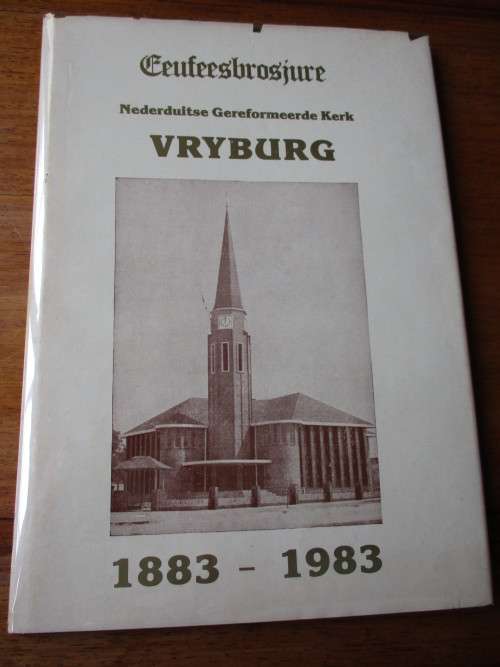 Eeufeesbrosjure
Nederduitse Gereformeerde Kerk
VRYBURG
1883 - 1983